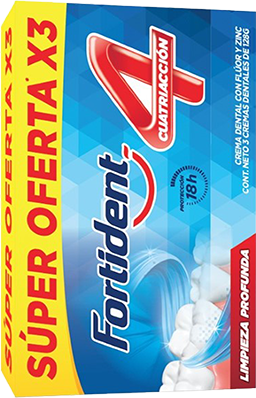 SÚPER OFERTA X3
SÚPER OFERTA* X3
Fortident
4
CUATRIACCIÓN
PROTECCIÓN
18h
CREMA DENTAL CON FLÚOR Y ZINC
CONT. NETO 3 CREMAS DENTALES DE 128G
LIMPIEZA PROFUNDA